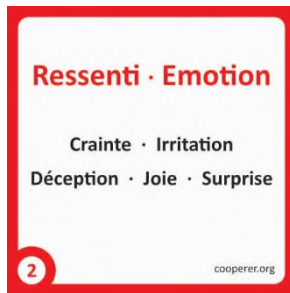 Ressenti · Emotion
Crainte · Irritation
Déception · Joie · Surprise
2
cooperer.org